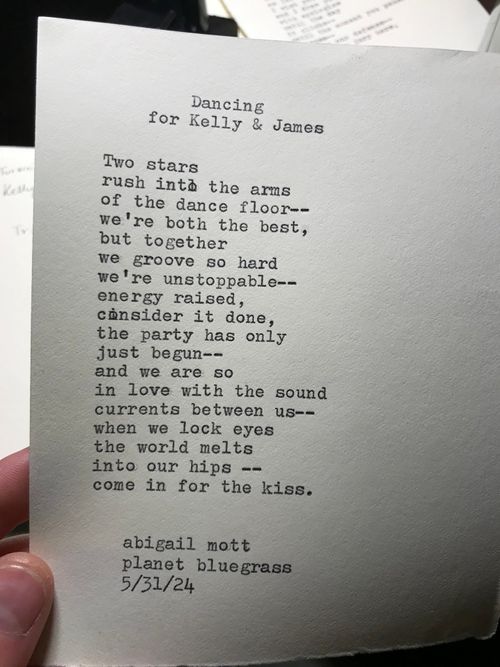 Dancing
for Kelly & James
Two stars
rush into the arms
of the dance floor--
we're both the best,
but together
we groove so hard
we're unstoppable--
energy raised,
consider it done,
the party has only
just begun--
and we are so
in love with the sound
currents between us--
when we lock eyes
the world melts
into our hips --
come in for the kiss.
abigail mott
planet bluegrass
5/31/24
Kelly